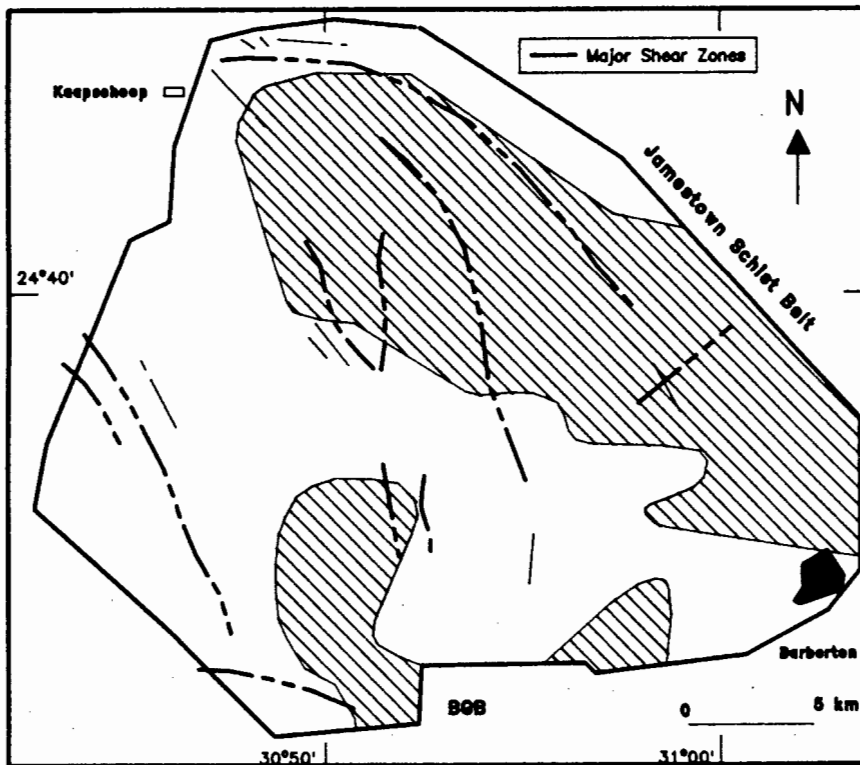 Major Shear Zones
Kaapsehoop
N
Jamestown Schist Belt
24°40'
Barberton
BGB
0 5 km
30°50'
31°00'